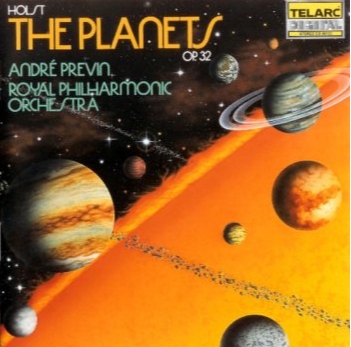 HOLST
THE PLANETS
OP. 32
ANDRÉ PREVIN
ROYAL PHILHARMONIC
ORCHESTRA
TELARC
DIGITAL